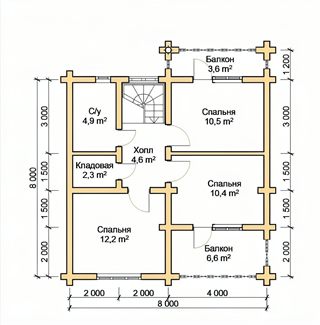 Балкон
3,6 m²
1 200
С/у
4,9 m²
Спальня
10,5 m²
3 000
3 000
Холл
4,6 m²
Кладовая
2,3 m²
8 000
1 500
1 500
Спальня
10,4 m²
1 500
1 500
Спальня
12,2 m²
Балкон
6,6 m²
2 000
2 000
2 000
2 000
4 000
8 000